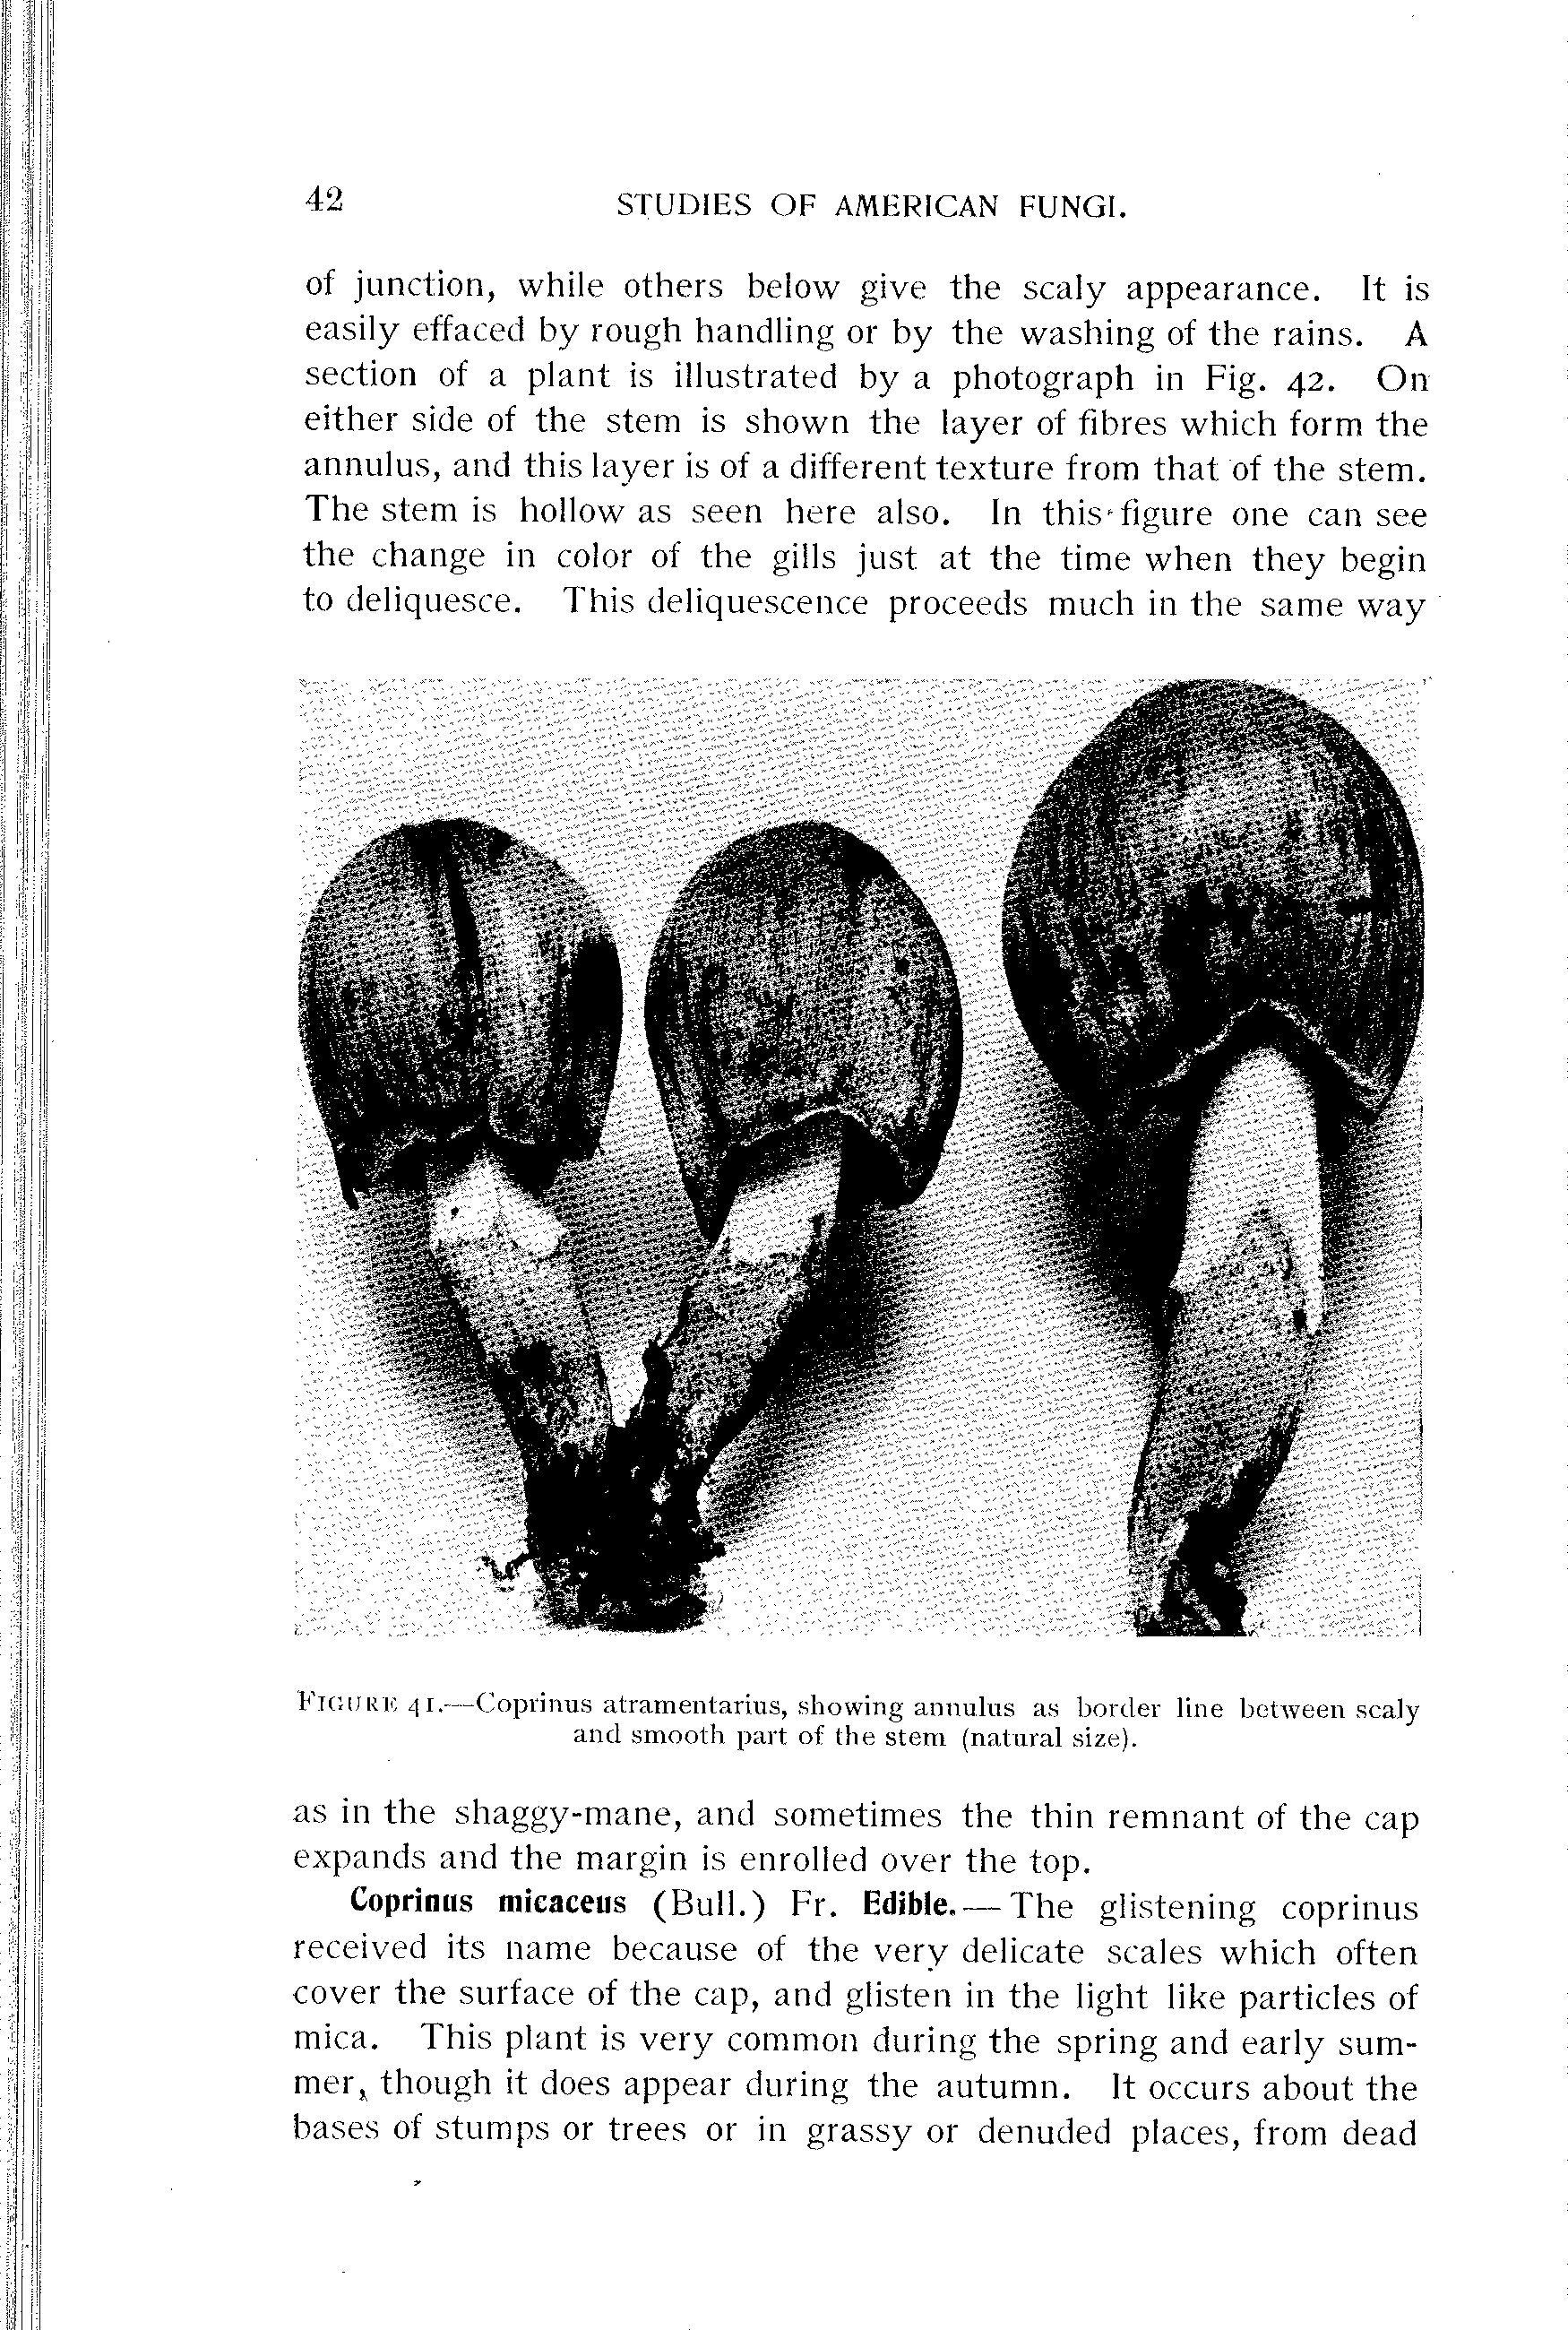 42 STUDIES OF AMERICAN FUNGI.
of junction, while others below give the scaly appearance. It is
easily effaced by rough handling or by the washing of the rains. A
section of a plant is illustrated by a photograph in Fig. 42. On
either side of the stem is shown the layer of fibres which form the
annulus, and this layer is of a different texture from that of the stem.
The stem is hollow as seen here also. In this figure one can see
the change in color of the gills just at the time when they begin
to deliquesce. This deliquescence proceeds much in the same way
FIGURE 41.—Coprinus atramentarius, showing annulus as border line between scaly
and smooth part of the stem (natural size).
as in the shaggy-mane, and sometimes the thin remnant of the cap
expands and the margin is enrolled over the top.
Coprinus micaceus (Bull.) Fr. Edible.—The glistening coprinus
received its name because of the very delicate scales which often
cover the surface of the cap, and glisten in the light like particles of
mica. This plant is very common during the spring and early sum-
mer, though it does appear during the autumn. It occurs about the
bases of stumps or trees or in grassy or denuded places, from dead